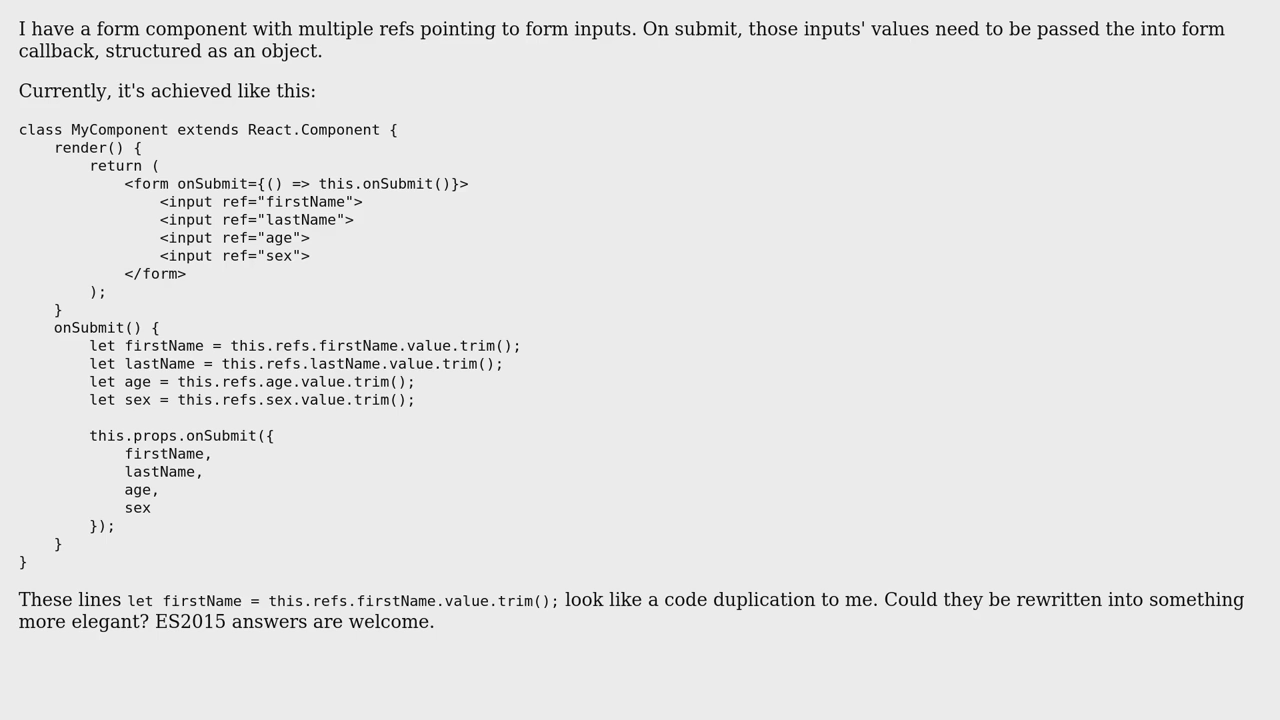 I have a form component with multiple refs pointing to form inputs. On submit, those inputs' values need to be passed the into form
callback, structured as an object.
Currently, it's achieved like this:
class MyComponent extends React.Component {
    render() {
        return (
            <form onSubmit={() => this.onSubmit()}>
                <input ref="firstName">
                <input ref="lastName">
                <input ref="age">
                <input ref="sex">
            </form>
        );
    }
    onSubmit() {
        let firstName = this.refs.firstName.value.trim();
        let lastName = this.refs.lastName.value.trim();
        let age = this.refs.age.value.trim();
        let sex = this.refs.sex.value.trim();

        this.props.onSubmit({
            firstName,
            lastName,
            age,
            sex
        });
    }
}
These lines let firstName = this.refs.firstName.value.trim(); look like a code duplication to me. Could they be rewritten into something
more elegant? ES2015 answers are welcome.